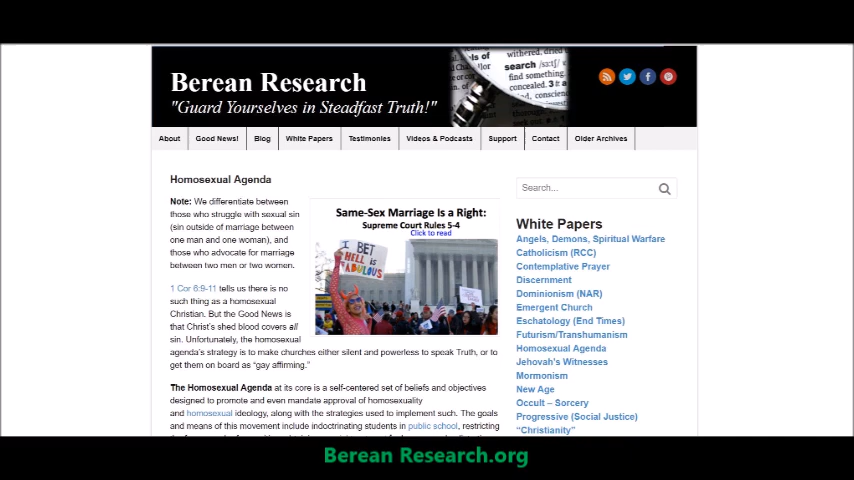 withered, dried
search /sɜːtʃ/
find something.
concealed.
Berean Research
"Guard Yourselves in Steadfast Truth!"
About
Good News!
Blog
White Papers
Testimonies
Videos & Podcasts
Support
Contact
Older Archives
Homosexual Agenda
Note: We differentiate between
those who struggle with sexual sin
(sin outside of marriage between
one man and one woman), and
those who advocate for marriage
between two men or two women.
Same-Sex Marriage Is a Right:
Supreme Court Rules 5-4
Click to read
I BET
HELL is
FABULOUS
1 Cor 6:9-11 tells us there is no
such thing as a homosexual
Christian. But the Good News is
that Christ's shed blood covers all
sin. Unfortunately, the homosexual
agenda's strategy is to make churches either silent and powerless to speak Truth, or to
get them on board as "gay affirming."
The Homosexual Agenda at its core is a self-centered set of beliefs and objectives
designed to promote and even mandate approval of homosexuality
and homosexual ideology, along with the strategies used to implement such. The goals
and means of this movement include indoctrinating students in public school, restricting
Search...
White Papers
Angels, Demons, Spiritual Warfare
Catholicism (RCC)
Contemplative Prayer
Discernment
Dominionism (NAR)
Emergent Church
Eschatology (End Times)
Futurism/Transhumanism
Homosexual Agenda
Jehovah's Witnesses
Mormonism
New Age
Occult – Sorcery
Progressive (Social Justice)
"Christianity"
Berean Research.org